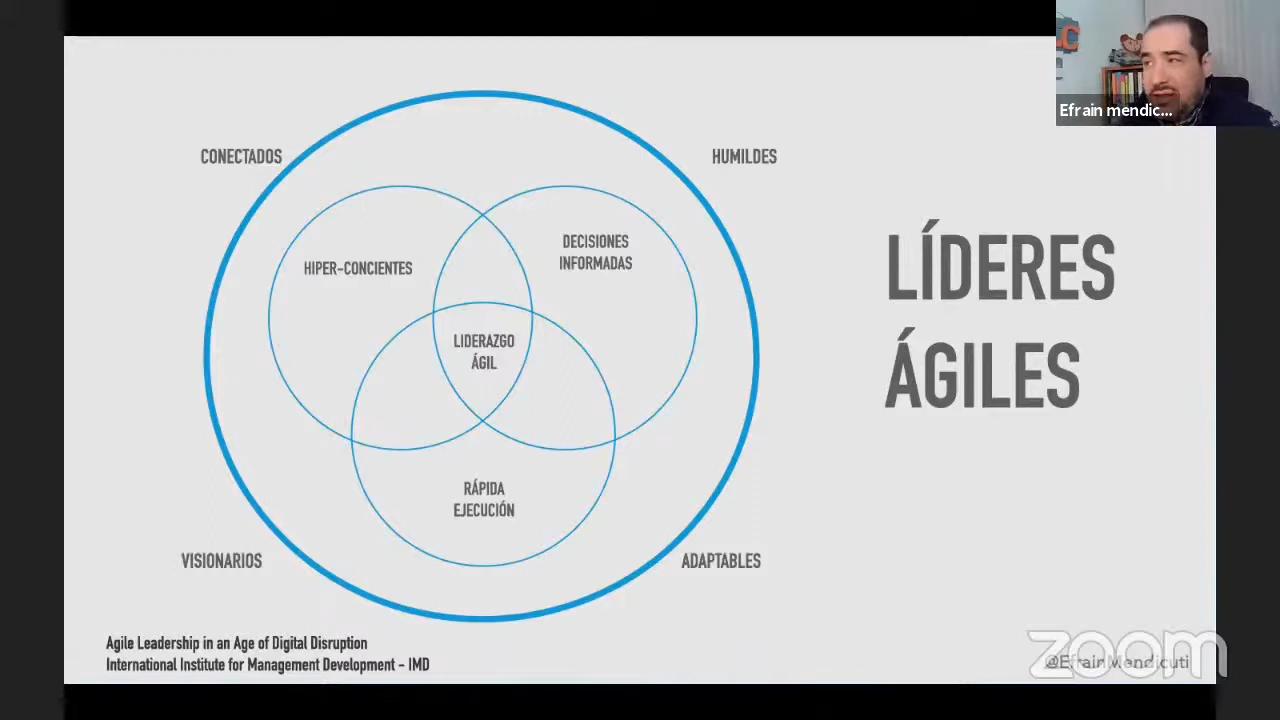 LC
Efrain mendic...
CONECTADOS
HUMILDES
HIPER-CONCIENTES
DECISIONES
INFORMADAS
LIDERAZGO
ÁGIL
RÁPIDA
EJECUCIÓN
VISIONARIOS
ADAPTABLES
LÍDERES
ÁGILES
Agile Leadership in an Age of Digital Disruption
International Institute for Management Development - IMD
zoom
@EfrainMendicuti